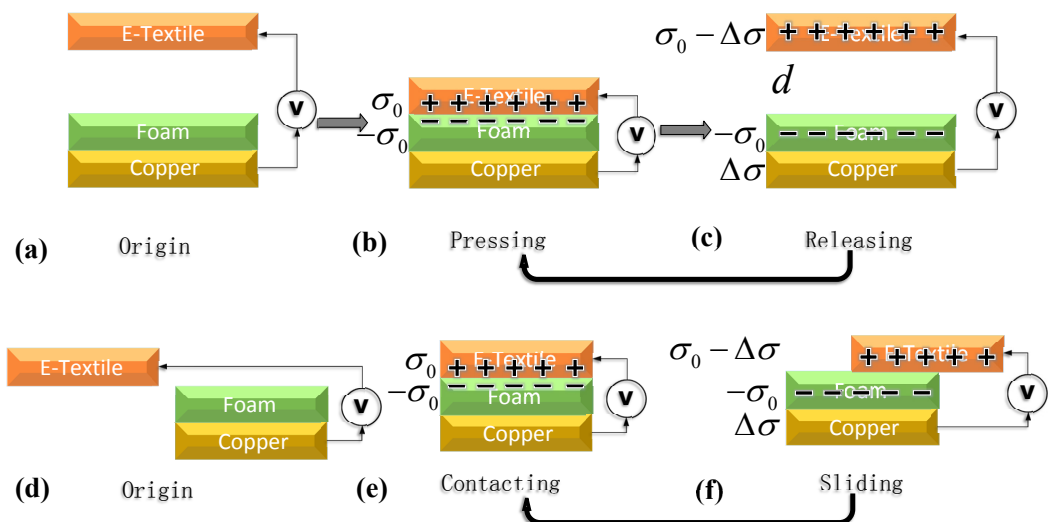 E-Textile
V
Foam
Copper
(a)
Origin
σ₀
−σ₀
E-Textile
+ + + + + +
− − − − − −
Foam
V
Copper
(b)
Pressing
σ₀ − Δσ
E-Textile
+ + + + + +
d
V
−σ₀
Foam
− − − − − −
Δσ
Copper
(c)
Releasing
E-Textile
V
Foam
Copper
(d)
Origin
σ₀
−σ₀
E-Textile
+ + + + +
− − − − −
Foam
V
Copper
(e)
Contacting
σ₀ − Δσ
E-Textile
+ + + + +
−σ₀
Foam
− − − − −
V
Δσ
Copper
(f)
Sliding